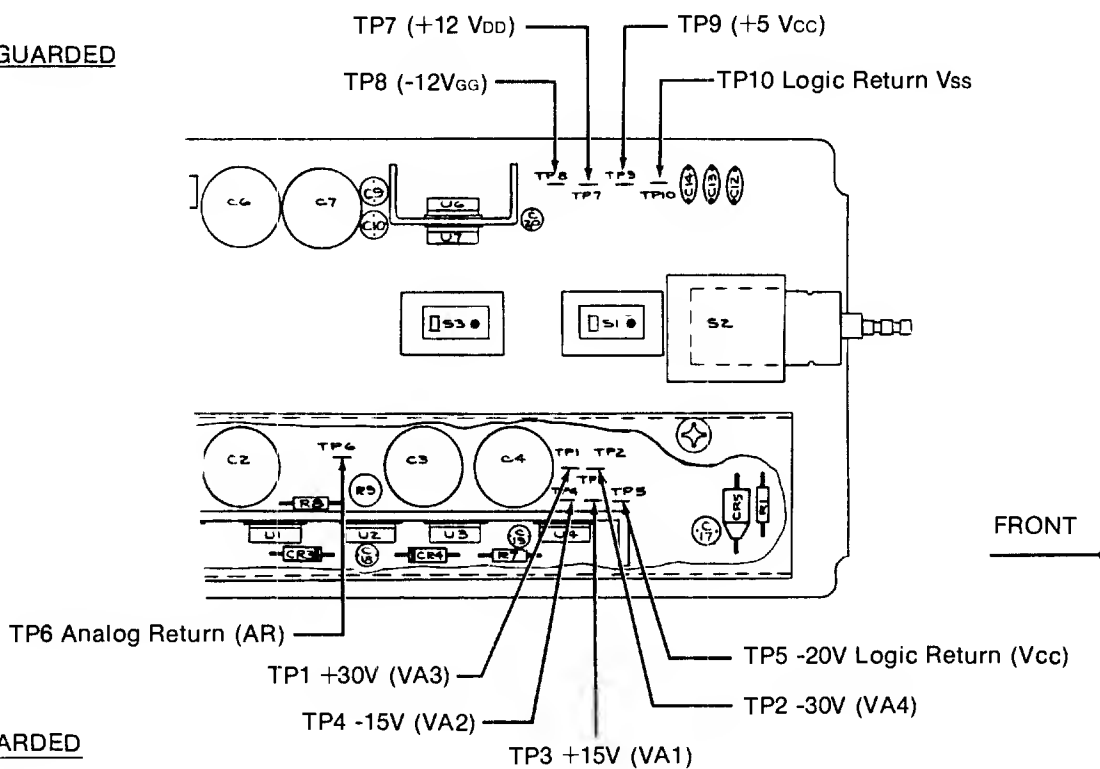 TP7 (+12 VDD)
TP9 (+5 Vcc)
GUARDED
TP8 (-12VGG)
TP10 Logic Return Vss
TP8
TP7
TP9
TP10
C14
C13
C12
C6
C7
C9
C10
U6
U7
C20
S3
S1
S2
C2
TP6
C3
C4
TP1
TP2
TP4
TP5
R9
R8
CR5
R1
C17
U1
U2
U3
U4
CR3
CR4
R7
FRONT
TP6 Analog Return (AR)
TP1 +30V (VA3)
TP5 -20V Logic Return (Vcc)
TP4 -15V (VA2)
TP2 -30V (VA4)
TP3 +15V (VA1)
ARDED